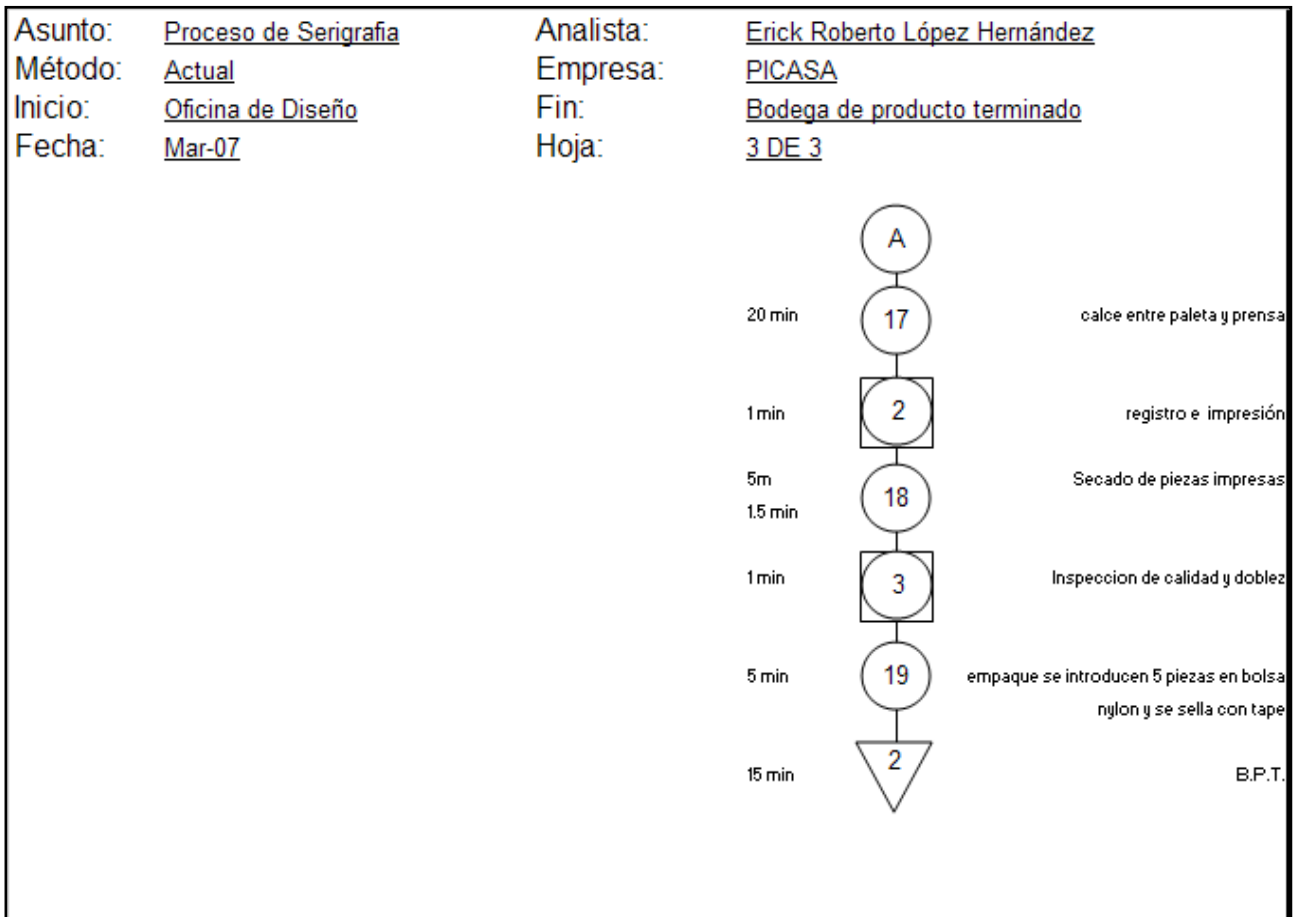 Asunto: Proceso de Serigrafia Analista: Erick Roberto López Hernández
Método: Actual Empresa: PICASA
Inicio: Oficina de Diseño Fin: Bodega de producto terminado
Fecha: Mar-07 Hoja: 3 DE 3
A
20 min 17 calce entre paleta y prensa
1 min 2 registro e impresión
5m Secado de piezas impresas
18
1.5 min
1 min 3 Inspeccion de calidad y doblez
5 min 19 empaque se introducen 5 piezas en bolsa
nylon y se sella con tape
2
15 min B.P.T.